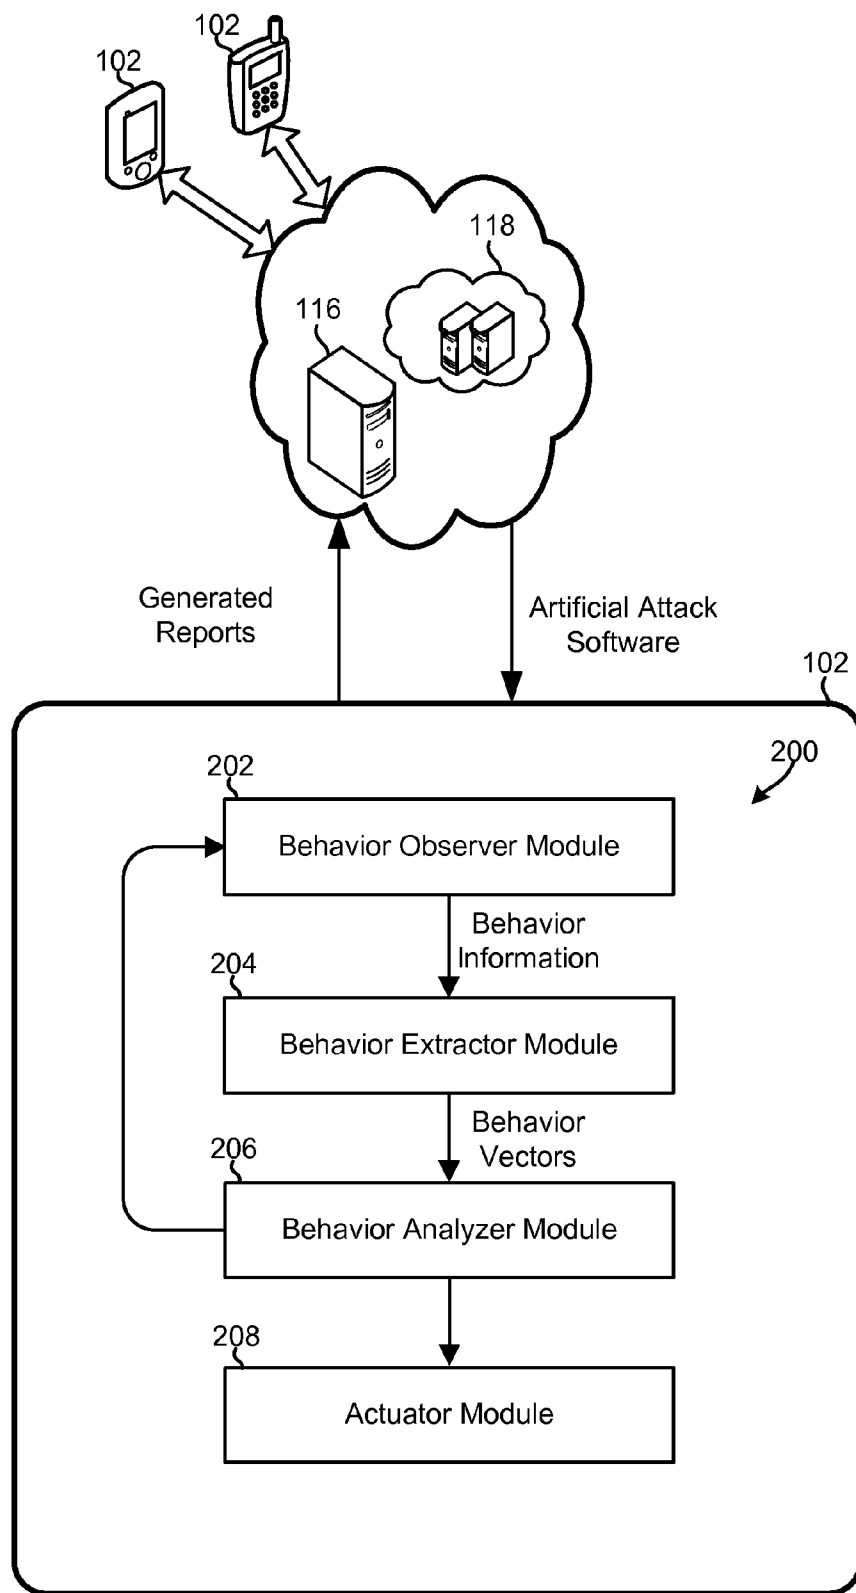 102
102
118
116
Generated
Reports
Artificial Attack
Software
102
200
202
Behavior Observer Module
Behavior
Information
204
Behavior Extractor Module
Behavior
Vectors
206
Behavior Analyzer Module
208
Actuator Module